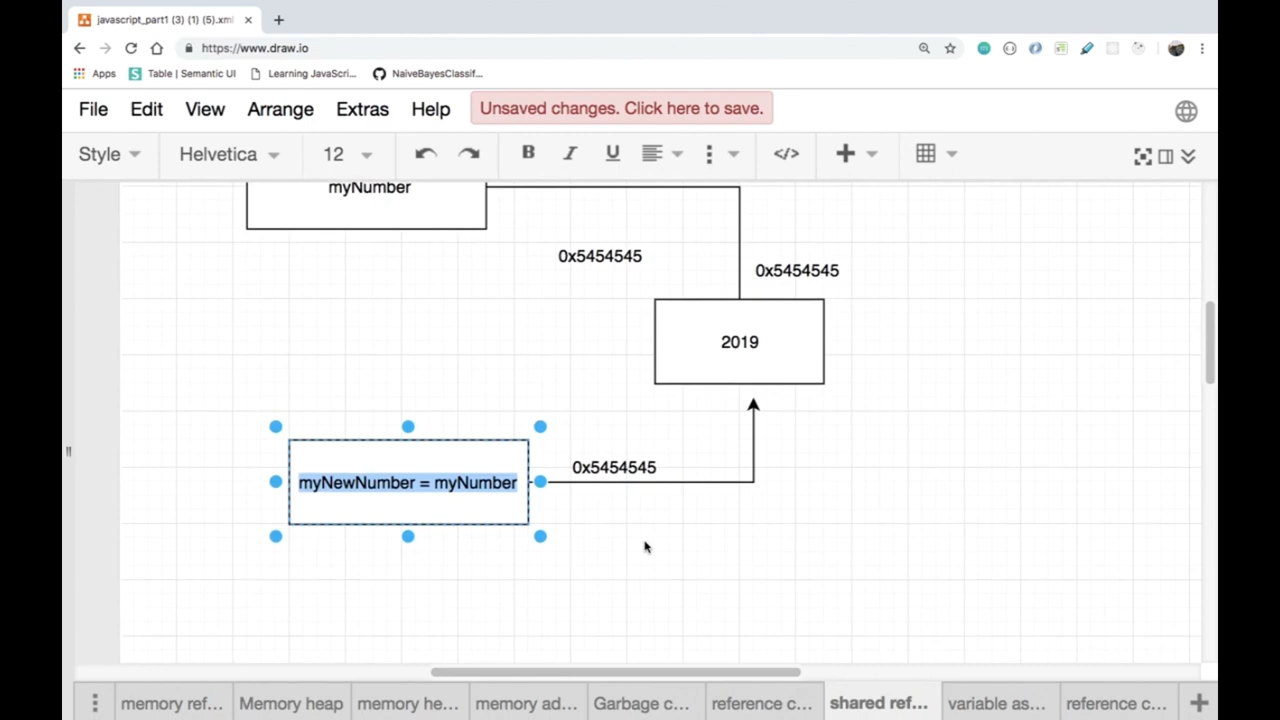 javascript_part1 (3) (1) (5).xml
https://www.draw.io
Apps
Table | Semantic UI
Learning JavaScri...
NaiveBayesClassif...
File
Edit
View
Arrange
Extras
Help
Unsaved changes. Click here to save.
Style
Helvetica
12
B
I
U
</>
myNumber
0x5454545
0x5454545
2019
0x5454545
myNewNumber = myNumber
memory ref...
Memory heap
memory he...
memory ad...
Garbage c...
reference c...
shared ref...
variable as...
reference c...